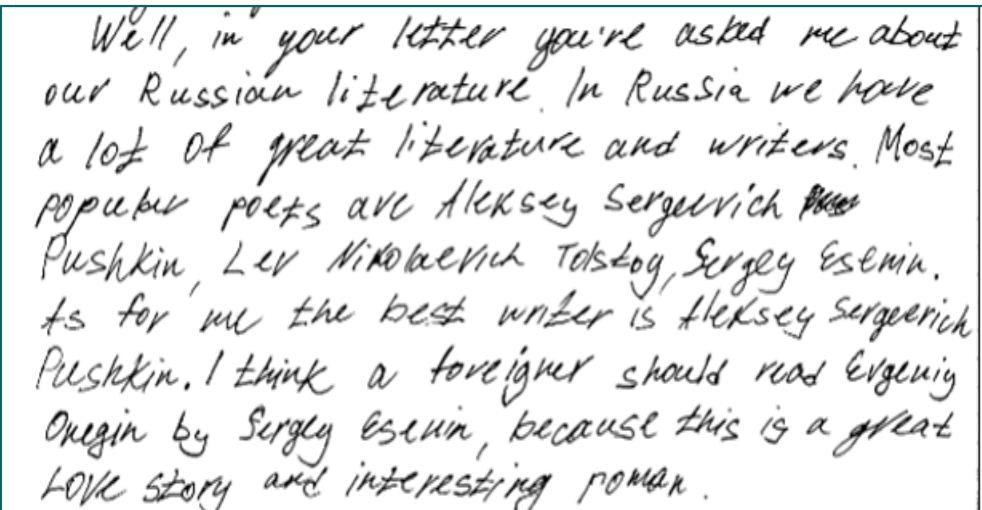 Well, in your letter you're asked me about
our Russian literature. In Russia we have
a lot of great literature and writers. Most
populer poets are Aleksey Sergeevich
Pushkin, Lev Nikolaevich Tolstoy, Sergey Esenin.
As for me the best writer is Aleksey Sergeevich
Pushkin. I think a foreigner should read Evgeniy
Onegin by Sergey Esenin, because this is a great
Love story and interesting roman.